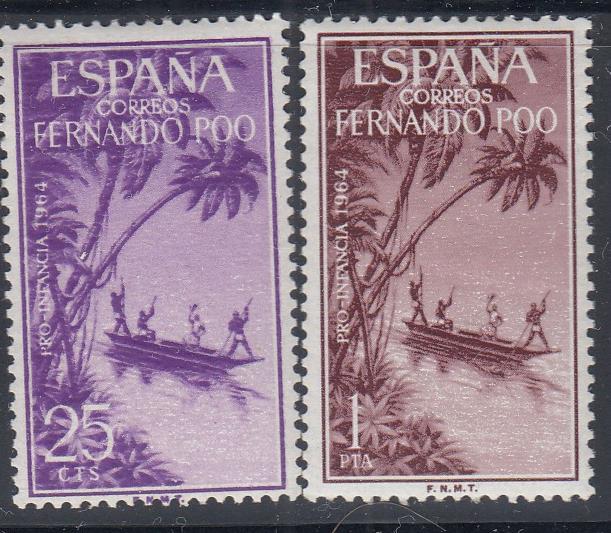 ESPAÑA
CORREOS
FERNANDO POO
PRO-INFANCIA 1964
25
CTS
F.N.M.T.
ESPAÑA
CORREOS
FERNANDO POO
PRO-INFANCIA 1964
1
PTA
F.N.M.T.